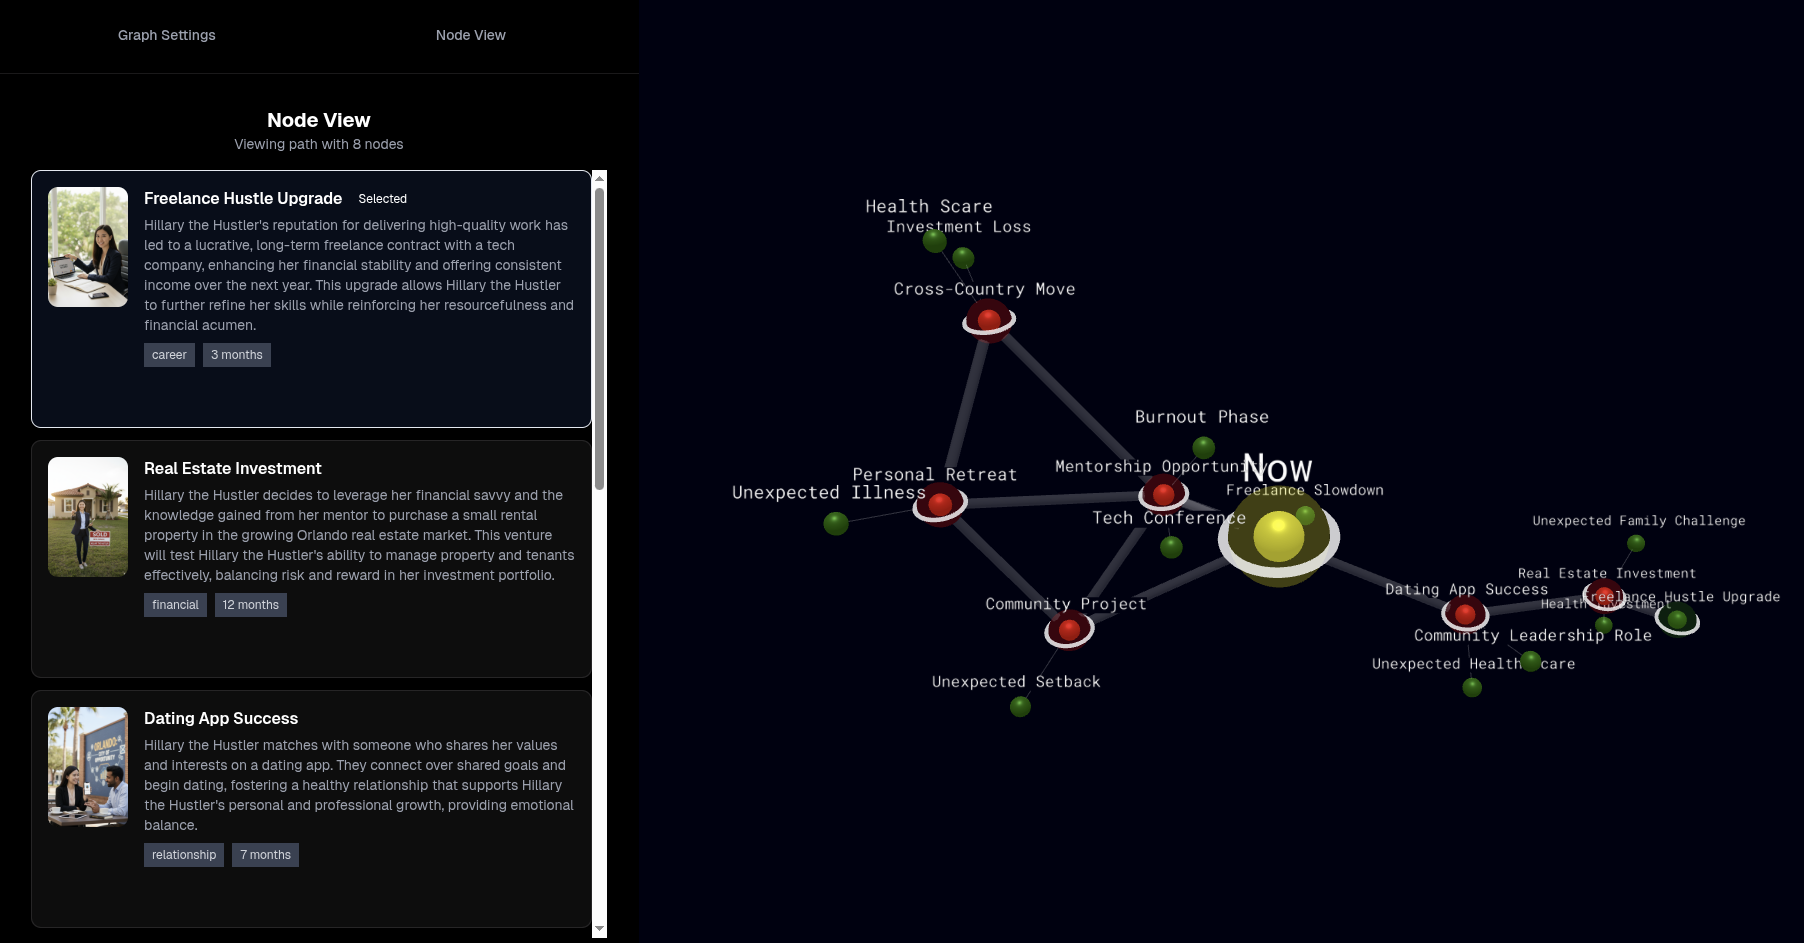 Graph Settings
Node View
Node View
Viewing path with 8 nodes
Freelance Hustle Upgrade
Selected
Hillary the Hustler's reputation for delivering high-quality work has
led to a lucrative, long-term freelance contract with a tech
company, enhancing her financial stability and offering consistent
income over the next year. This upgrade allows Hillary the Hustler
to further refine her skills while reinforcing her resourcefulness and
financial acumen.
career
3 months
Real Estate Investment
Hillary the Hustler decides to leverage her financial savvy and the
knowledge gained from her mentor to purchase a small rental
property in the growing Orlando real estate market. This venture
will test Hillary the Hustler's ability to manage property and tenants
effectively, balancing risk and reward in her investment portfolio.
financial
12 months
SOLD
Dating App Success
Hillary the Hustler matches with someone who shares her values
and interests on a dating app. They connect over shared goals and
begin dating, fostering a healthy relationship that supports Hillary
the Hustler's personal and professional growth, providing emotional
balance.
relationship
7 months
ORLANDO
Health Scare
Investment Loss
Cross-Country Move
Burnout Phase
Mentorship Opportunity
Now
Personal Retreat
Unexpected Illness
Freelance Slowdown
Tech Conference
Unexpected Family Challenge
Real Estate Investment
Dating App Success
Freelance Hustle Upgrade
Health Investment
Community Project
Community Leadership Role
Unexpected Health Scare
Unexpected Setback